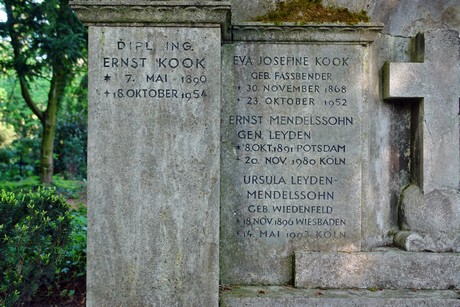 DIPL. ING.
ERNST KOOK
* 7. MAI 1890
+ 18. OKTOBER 1954
EVA JOSEFINE KOOK
GEB. FASSBENDER
* 30. NOVEMBER 1868
+ 23. OKTOBER 1952
ERNST MENDELSSOHN
GEN. LEYDEN
* 8.OKT.1891 POTSDAM
+ 20. NOV. 1980 KÖLN
URSULA LEYDEN-
MENDELSSOHN
GEB. WIEDENFELD
* 18.NOV.1896 WIESBADEN
+ 14. MAI 1993 KÖLN